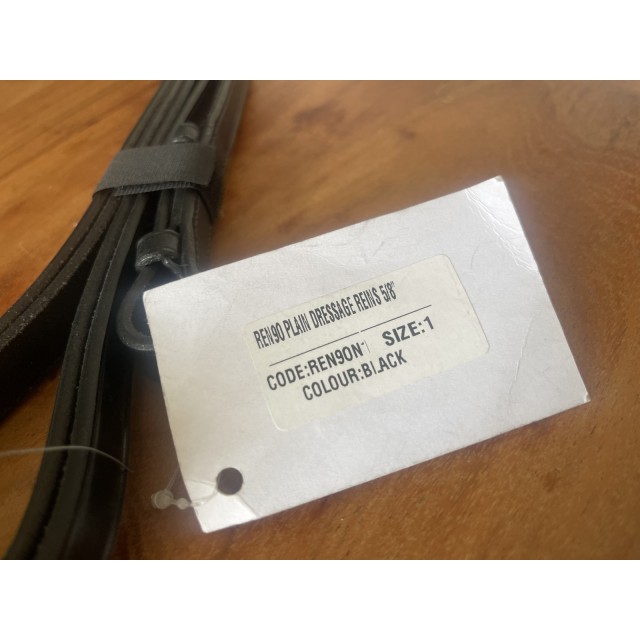 REN90 PLAIN DRESSAGE REINS 5/8"
CODE:REN90N1 SIZE:1
COLOUR:BLACK